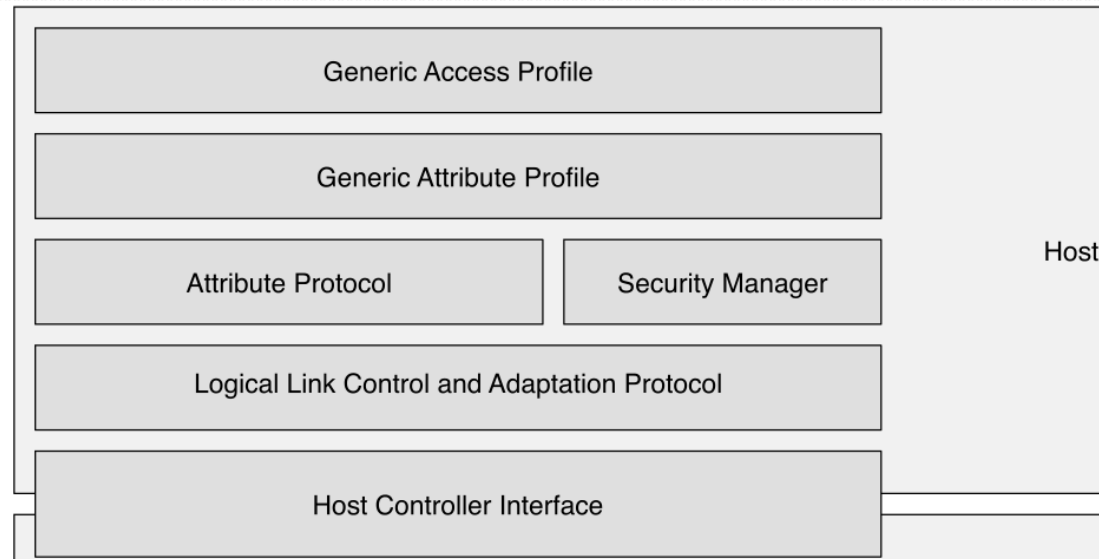 Generic Access Profile
Generic Attribute Profile
Attribute Protocol
Security Manager
Host
Logical Link Control and Adaptation Protocol
Host Controller Interface